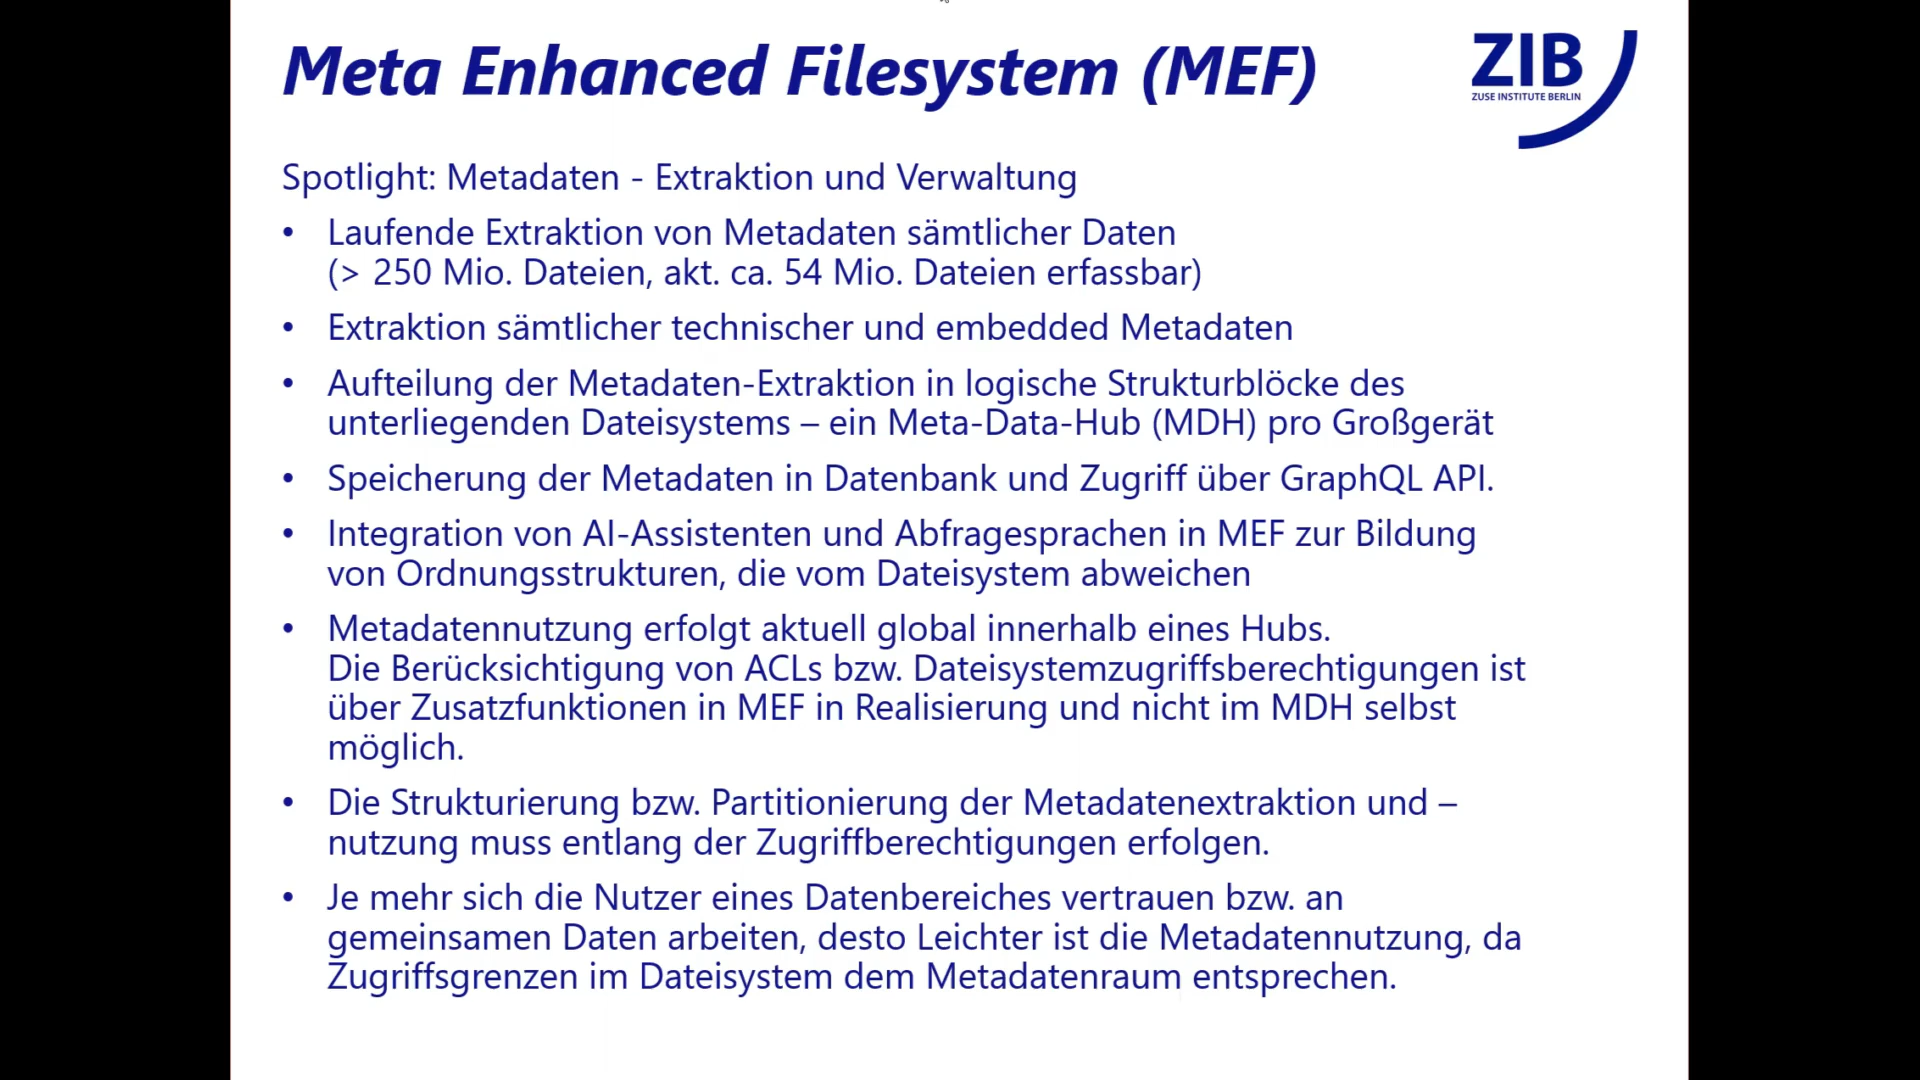 Meta Enhanced Filesystem (MEF)
ZIB
ZUSE INSTITUTE BERLIN
Spotlight: Metadaten - Extraktion und Verwaltung
• Laufende Extraktion von Metadaten sämtlicher Daten
(> 250 Mio. Dateien, akt. ca. 54 Mio. Dateien erfassbar)
• Extraktion sämtlicher technischer und embedded Metadaten
• Aufteilung der Metadaten-Extraktion in logische Strukturblöcke des
unterliegenden Dateisystems – ein Meta-Data-Hub (MDH) pro Großgerät
• Speicherung der Metadaten in Datenbank und Zugriff über GraphQL API.
• Integration von AI-Assistenten und Abfragesprachen in MEF zur Bildung
von Ordnungsstrukturen, die vom Dateisystem abweichen
• Metadatennutzung erfolgt aktuell global innerhalb eines Hubs.
Die Berücksichtigung von ACLs bzw. Dateisystemzugriffsberechtigungen ist
über Zusatzfunktionen in MEF in Realisierung und nicht im MDH selbst
möglich.
• Die Strukturierung bzw. Partitionierung der Metadatenextraktion und –
nutzung muss entlang der Zugriffberechtigungen erfolgen.
• Je mehr sich die Nutzer eines Datenbereiches vertrauen bzw. an
gemeinsamen Daten arbeiten, desto Leichter ist die Metadatennutzung, da
Zugriffsgrenzen im Dateisystem dem Metadatenraum entsprechen.